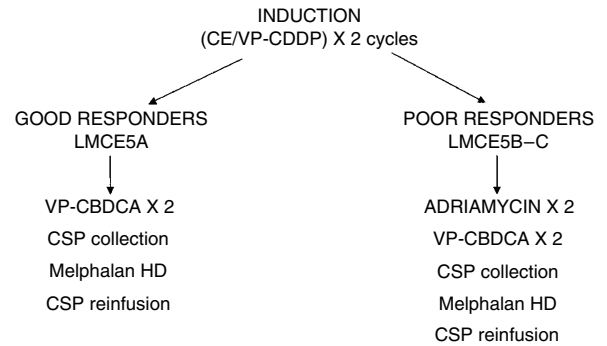 INDUCTION
(CE/VP-CDDP) X 2 cycles
GOOD RESPONDERS
LMCE5A
VP-CBDCA X 2
CSP collection
Melphalan HD
CSP reinfusion
POOR RESPONDERS
LMCE5B–C
ADRIAMYCIN X 2
VP-CBDCA X 2
CSP collection
Melphalan HD
CSP reinfusion